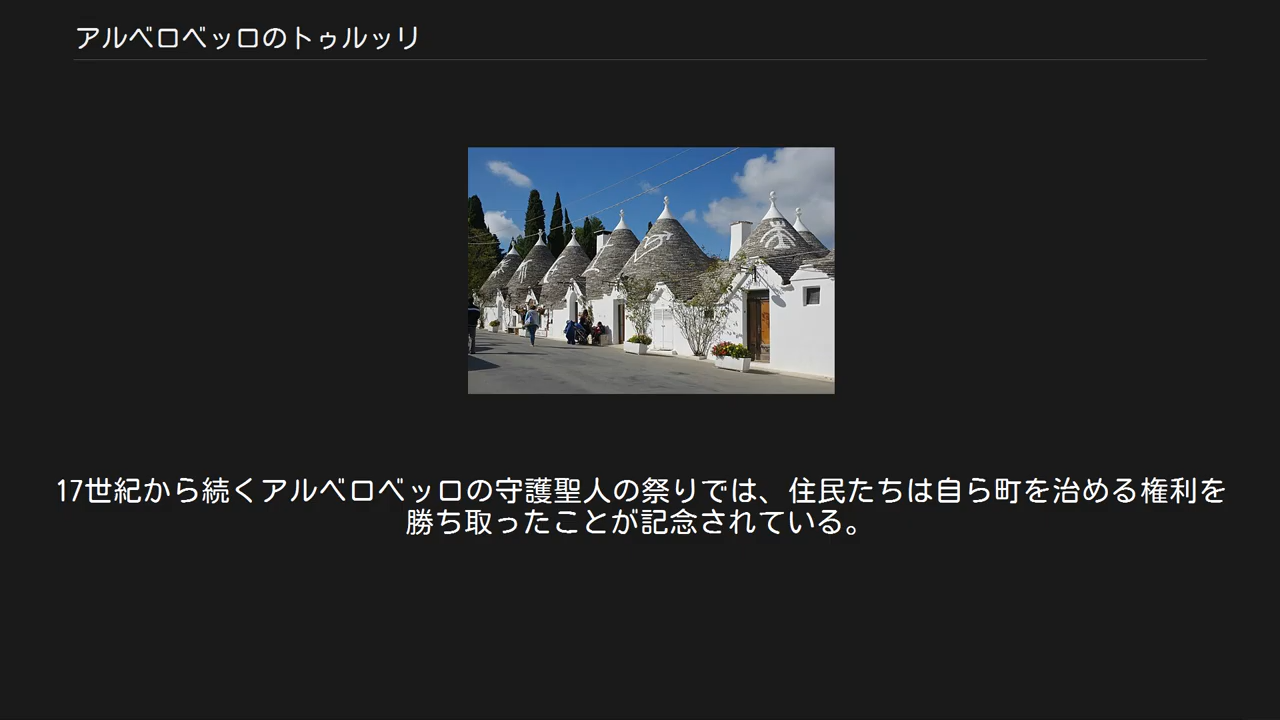 アルベロベッロのトゥルッリ
17世紀から続くアルベロベッロの守護聖人の祭りでは、住民たちは自ら町を治める権利を
勝ち取ったことが記念されている。